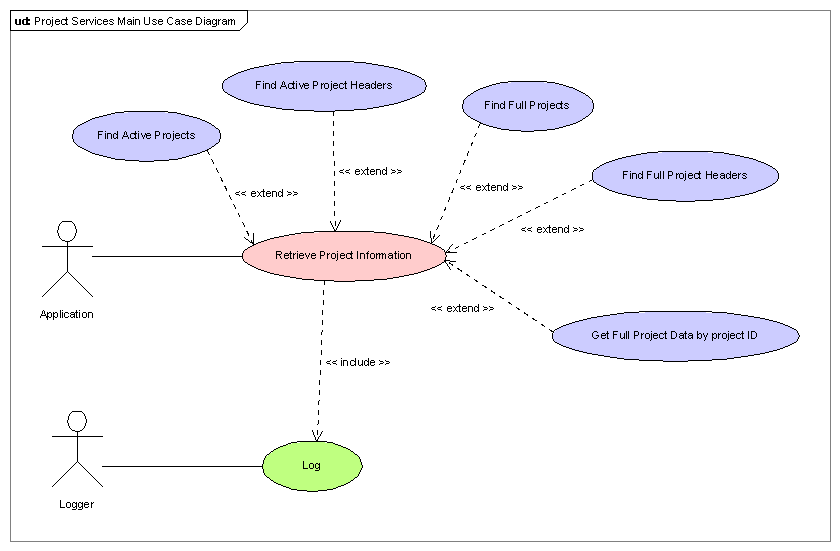 ud: Project Services Main Use Case Diagram
Find Active Project Headers
Find Full Projects
Find Active Projects
<< extend >>
<< extend >>
<< extend >>
Find Full Project Headers
<< extend >>
Retrieve Project Information
Application
<< extend >>
Get Full Project Data by project ID
<< include >>
Log
Logger